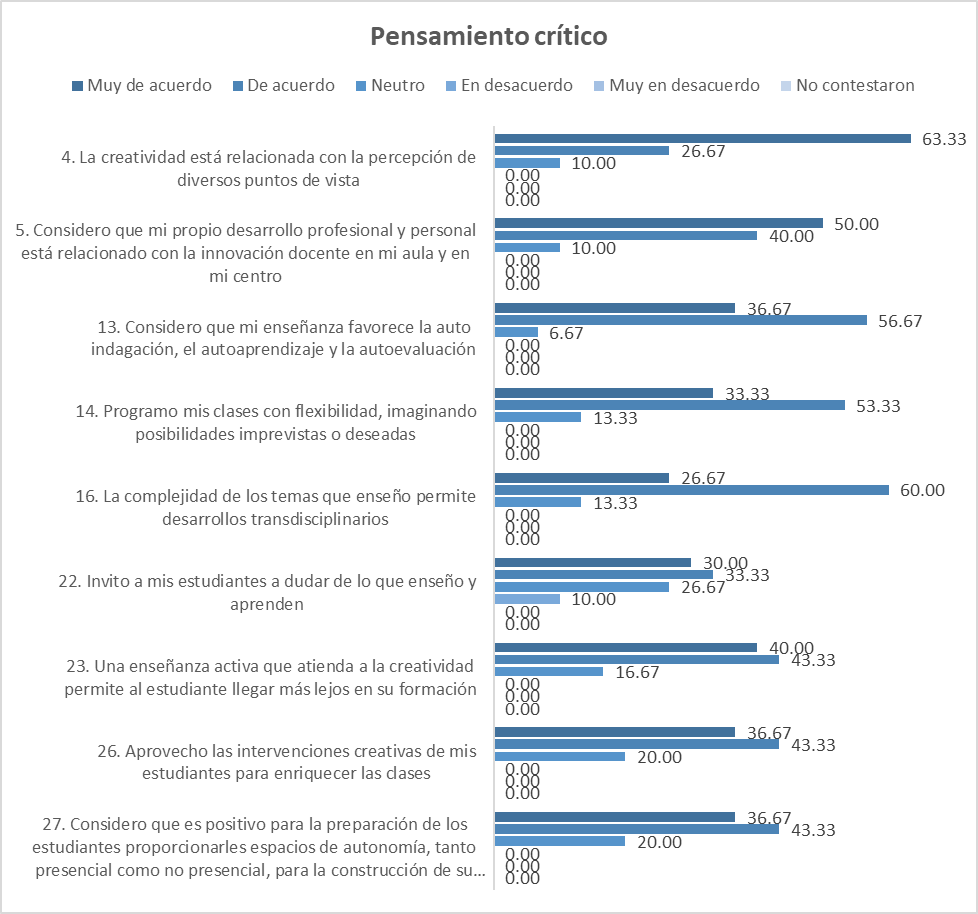 Pensamiento crítico
Muy de acuerdo De acuerdo Neutro En desacuerdo Muy en desacuerdo No contestaron
4. La creatividad está relacionada con la percepción de
diversos puntos de vista
63.33
26.67
10.00
0.00
0.00
0.00
5. Considero que mi propio desarrollo profesional y personal
está relacionado con la innovación docente en mi aula y en
mi centro
50.00
40.00
10.00
0.00
0.00
0.00
13. Considero que mi enseñanza favorece la auto
indagación, el autoaprendizaje y la autoevaluación
36.67
56.67
6.67
0.00
0.00
0.00
14. Programo mis clases con flexibilidad, imaginando
posibilidades imprevistas o deseadas
33.33
53.33
13.33
0.00
0.00
0.00
16. La complejidad de los temas que enseño permite
desarrollos transdisciplinarios
26.67
60.00
13.33
0.00
0.00
0.00
22. Invito a mis estudiantes a dudar de lo que enseño y
aprenden
30.00
33.33
26.67
10.00
0.00
0.00
23. Una enseñanza activa que atienda a la creatividad
permite al estudiante llegar más lejos en su formación
40.00
43.33
16.67
0.00
0.00
0.00
26. Aprovecho las intervenciones creativas de mis
estudiantes para enriquecer las clases
36.67
43.33
20.00
0.00
0.00
0.00
27. Considero que es positivo para la preparación de los
estudiantes proporcionarles espacios de autonomía, tanto
presencial como no presencial, para la construcción de su...
36.67
43.33
20.00
0.00
0.00
0.00